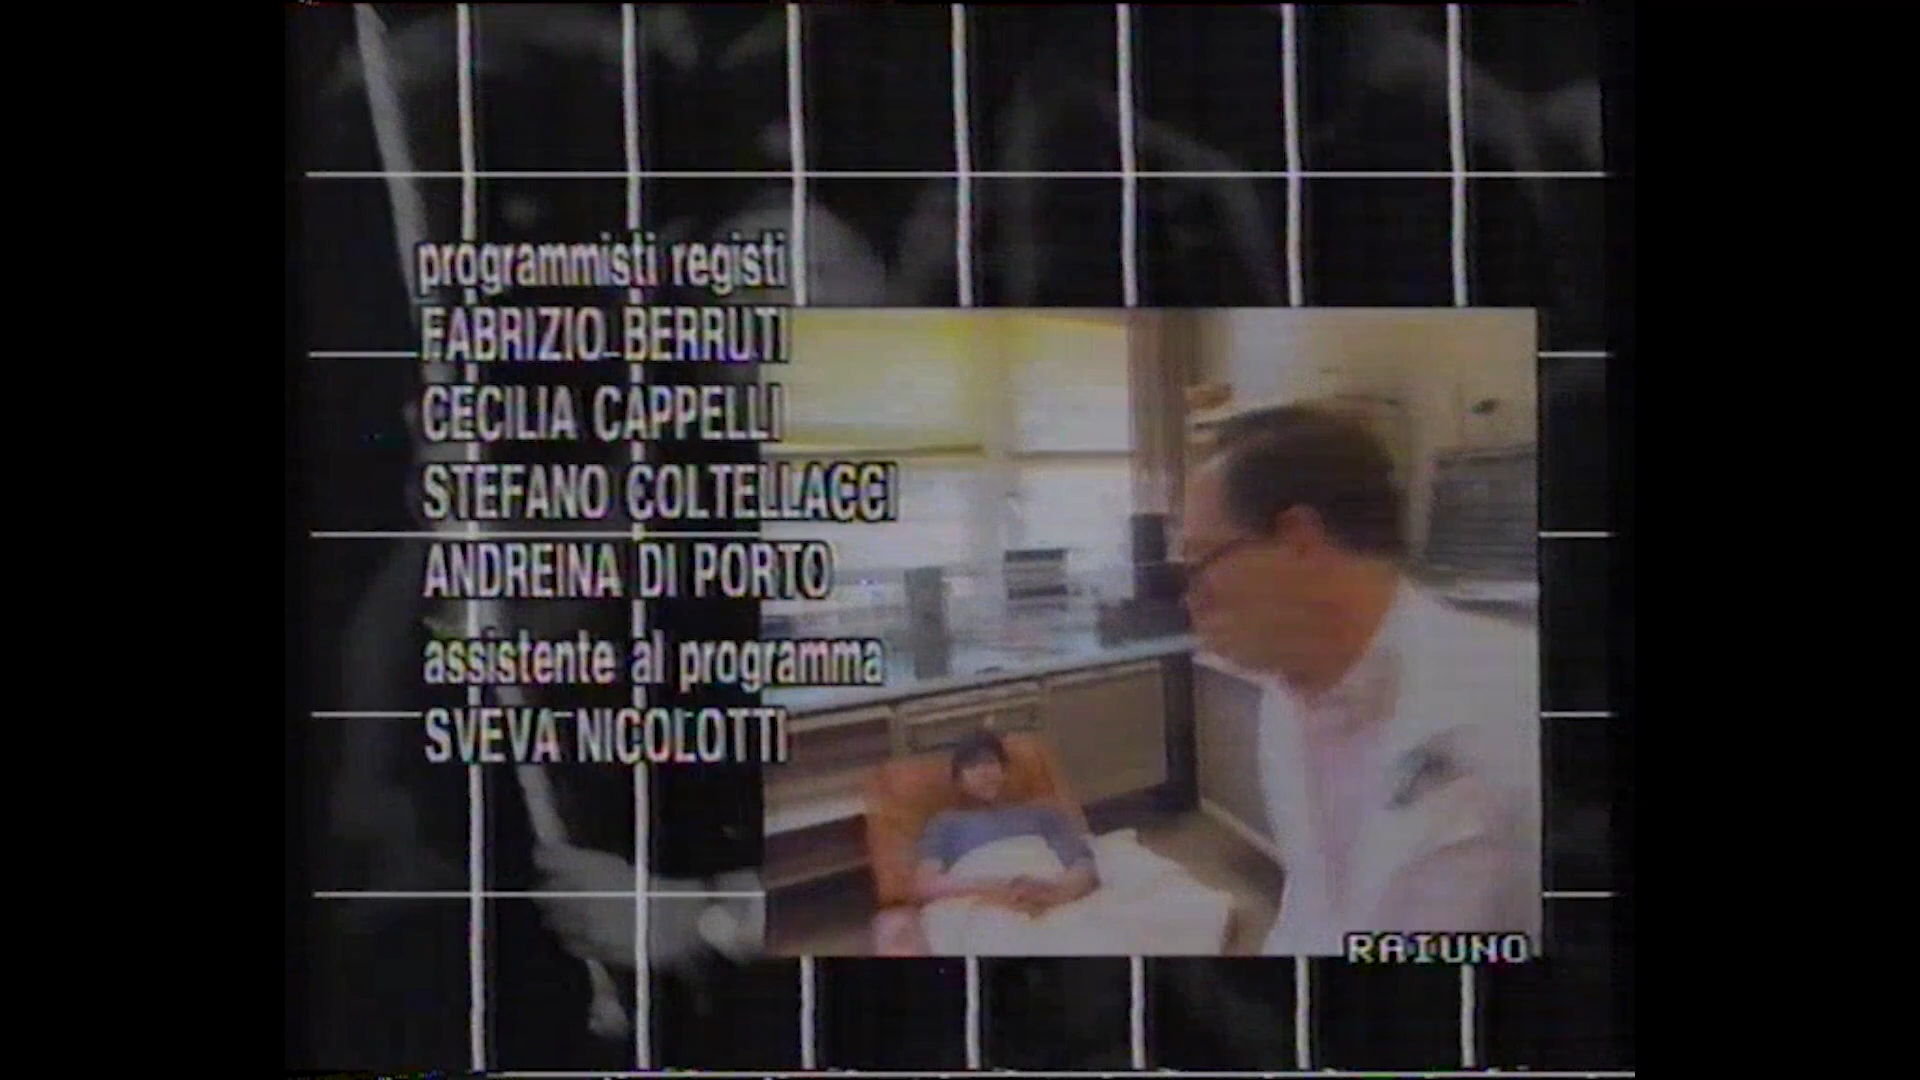 programmisti registi
FABRIZIO BERRUTI
CECILIA CAPPELLI
STEFANO COLTELLACCI
ANDREINA DI PORTO
assistente al programma
SVEVA NICOLOTTI
RAIUNO